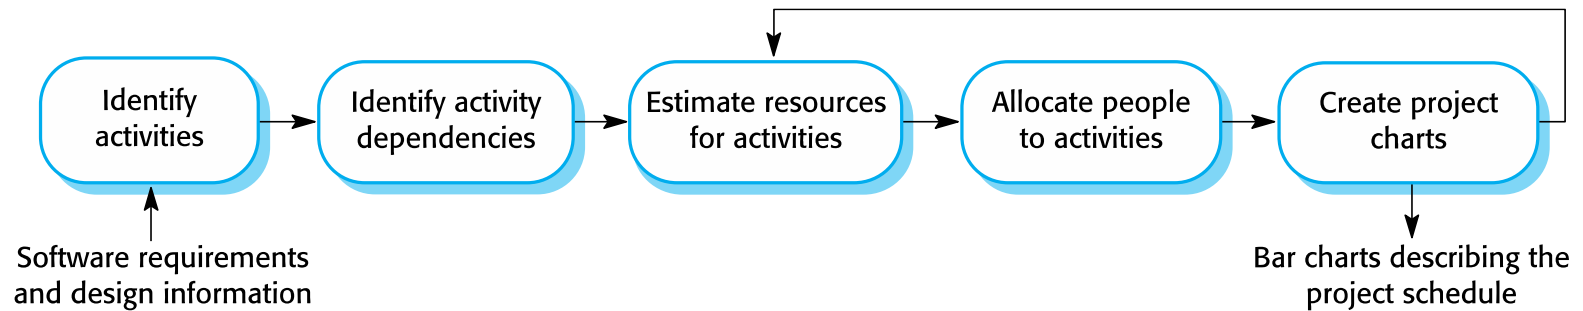 Identify
activities
Identify activity
dependencies
Estimate resources
for activities
Allocate people
to activities
Create project
charts
Software requirements
and design information
Bar charts describing the
project schedule